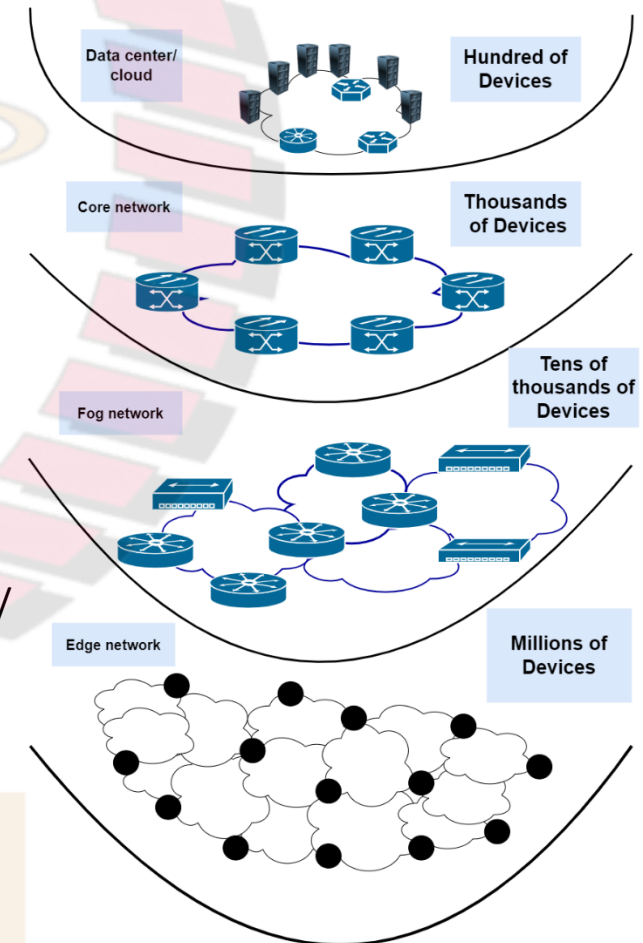 Data center/
cloud
Hundred of
Devices
Core network
Thousands
of Devices
Fog network
Tens of
thousands of
Devices
Edge network
Millions of
Devices